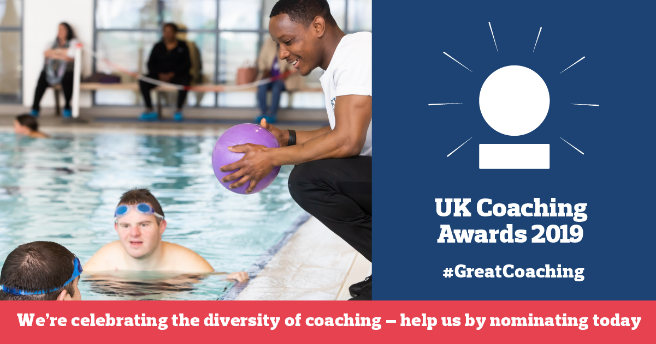 UK Coaching
Awards 2019
#GreatCoaching
We're celebrating the diversity of coaching – help us by nominating today